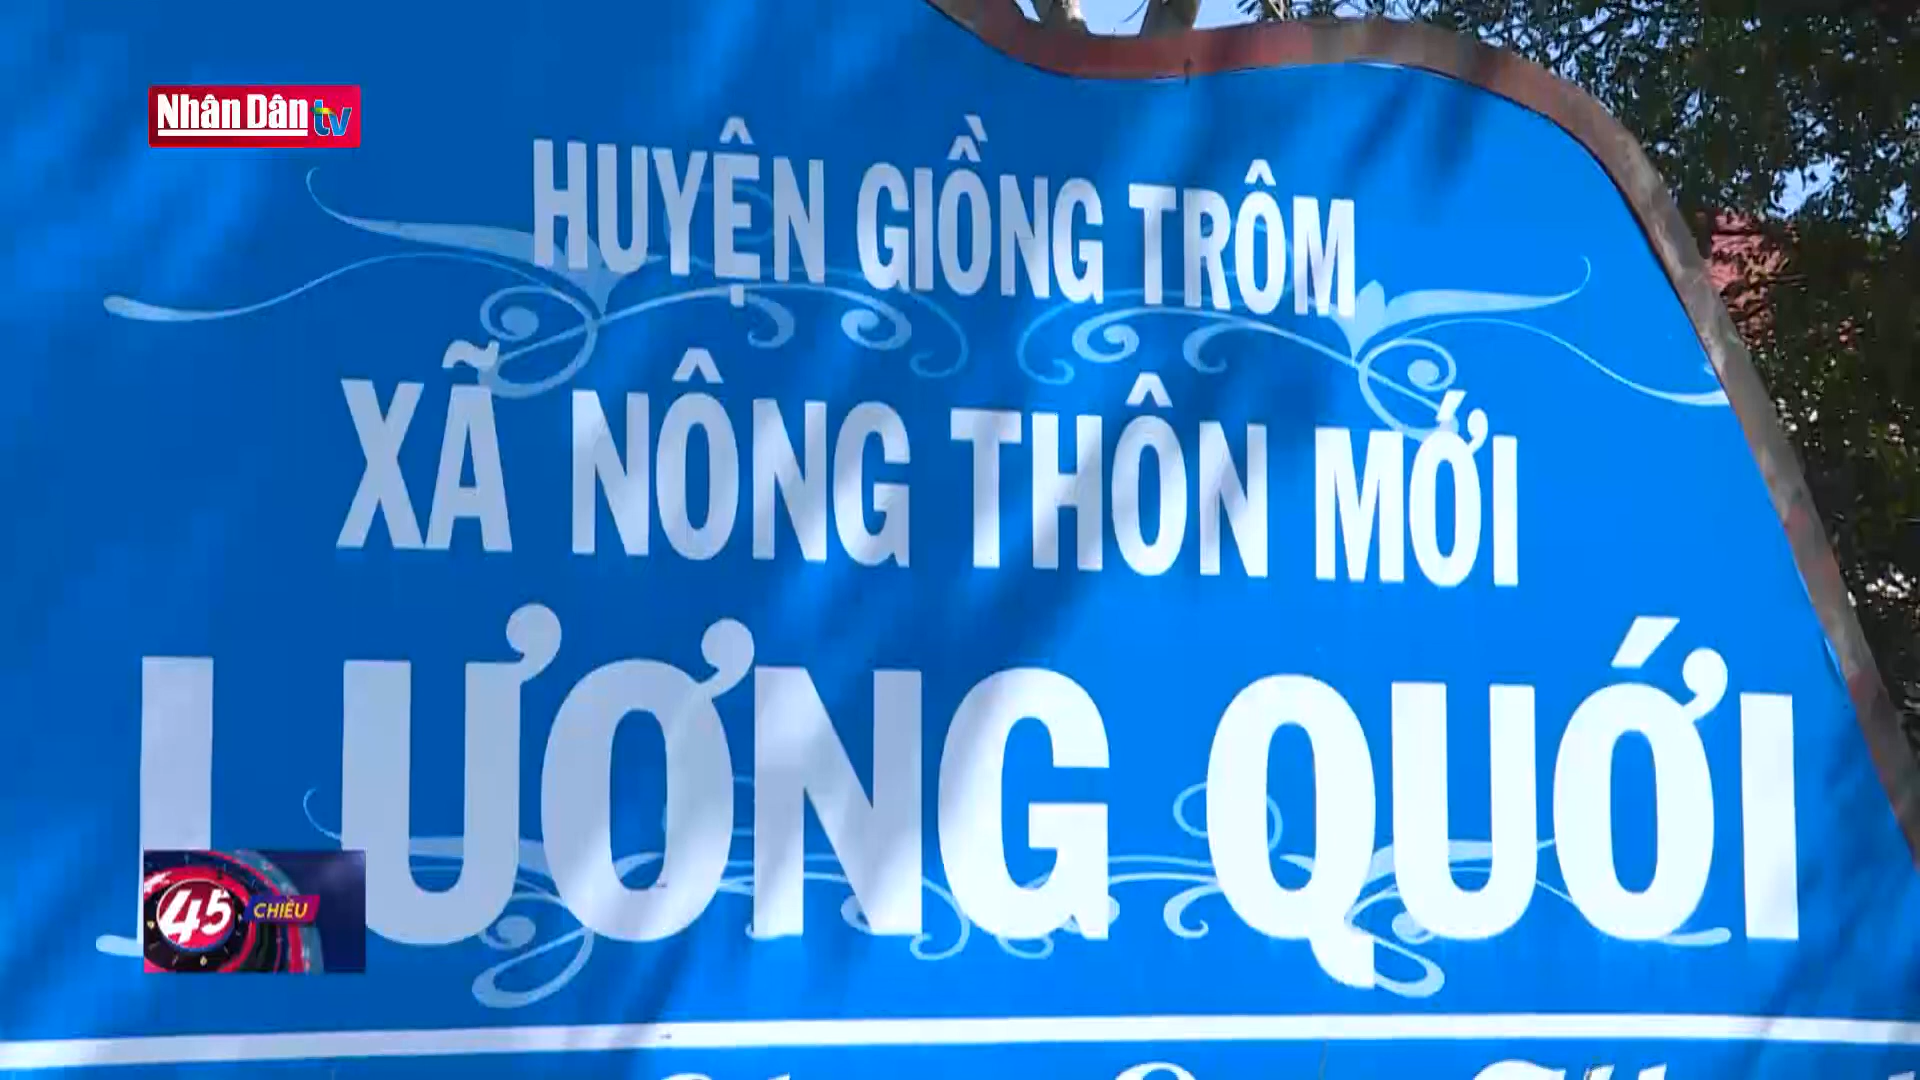 Nhân Dân tv
HUYỆN GIỒNG TRÔM
XÃ NÔNG THÔN MỚI
LƯƠNG QUỚI
45 CHIỀU